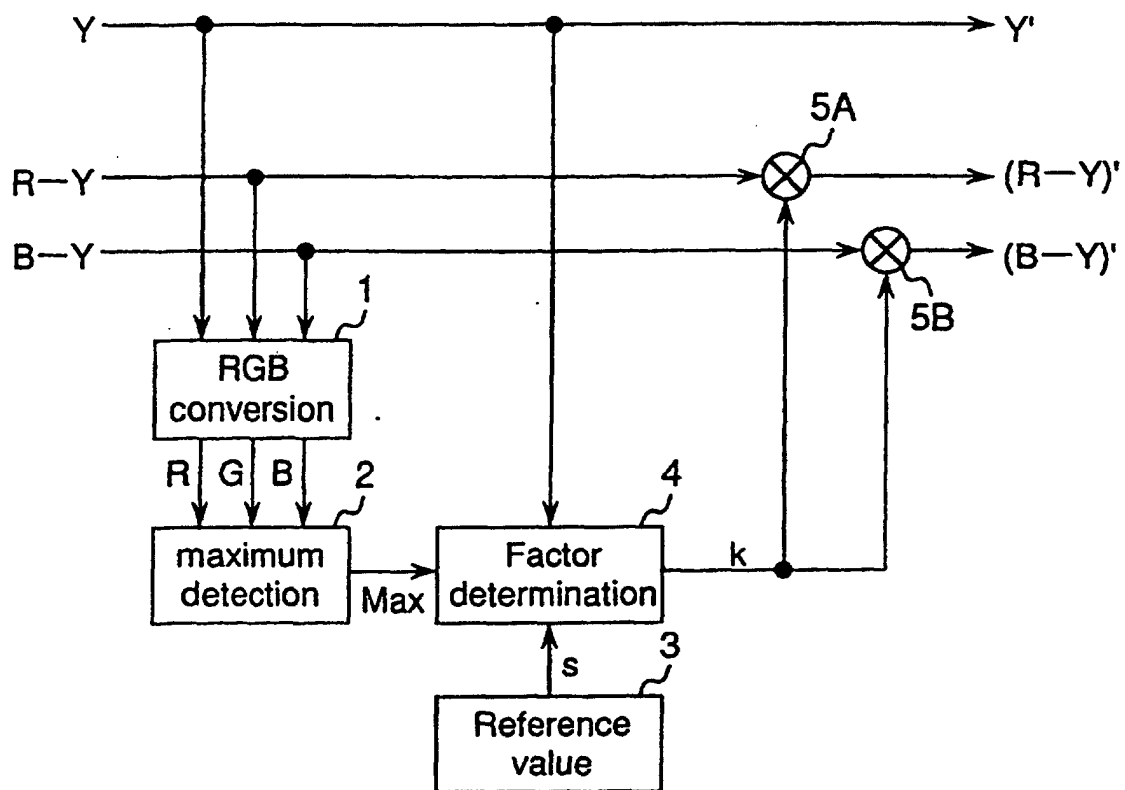 Y
Y'
5A
R—Y
(R—Y)'
B—Y
(B—Y)'
5B
1
RGB
conversion
R G B
2
4
maximum
detection
Max
Factor
determination
k
s
3
Reference
value